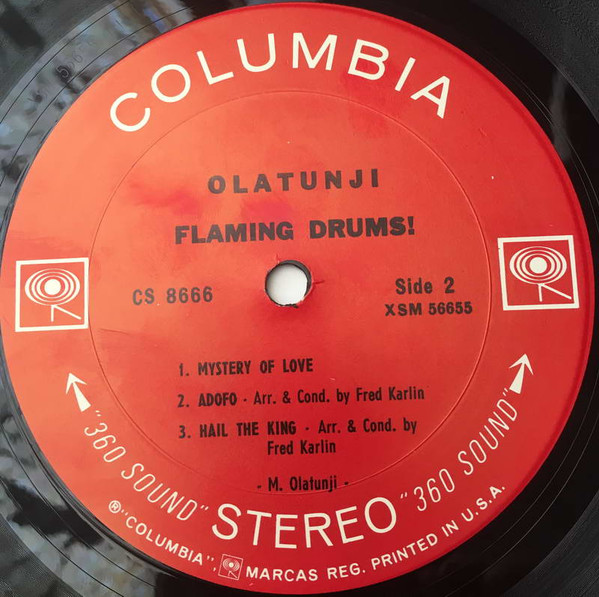 COLUMBIA
OLATUNJI
FLAMING DRUMS!
CS 8666
Side 2
XSM 56655
1. MYSTERY OF LOVE
2. ADOFO - Arr. & Cond. by Fred Karlin
3. HAIL THE KING - Arr. & Cond. by
Fred Karlin
- M. Olatunji -
"360 SOUND" STEREO "360 SOUND"
® "COLUMBIA", MARCAS REG. PRINTED IN U.S.A.